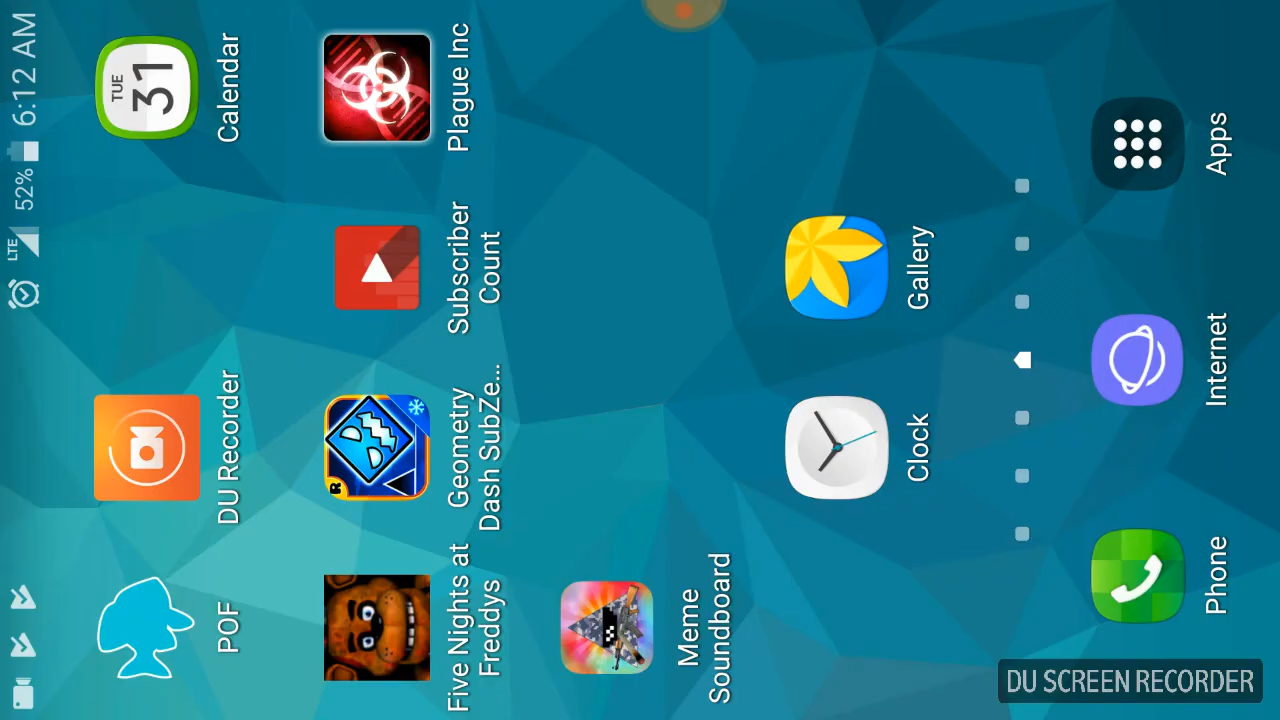 LTE 52% 6:12 AM
POF
DU Recorder
TUE
31
Calendar
Five Nights at
Freddys
R
Geometry
Dash SubZe...
Subscriber
Count
Plague Inc
Meme
Soundboard
Clock
Gallery
Phone
Internet
Apps
DU SCREEN RECORDER